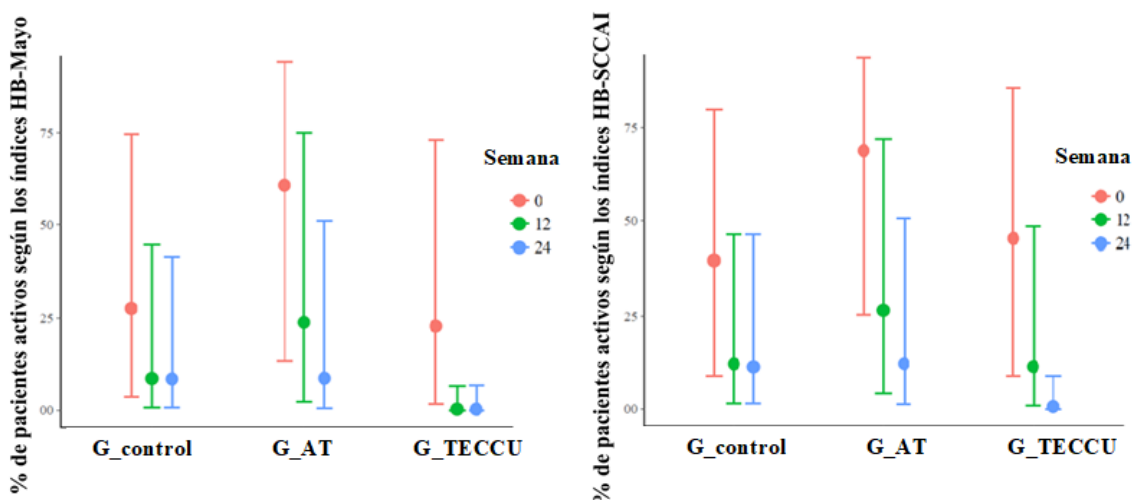 % de pacientes activos según los índices HB-Mayo
75
50
25
00
Semana
0
12
24
G_control
G_AT
G_TECCU
% de pacientes activos según los índices HB-SCCAI
75
50
25
00
Semana
0
12
24
G_control
G_AT
G_TECCU